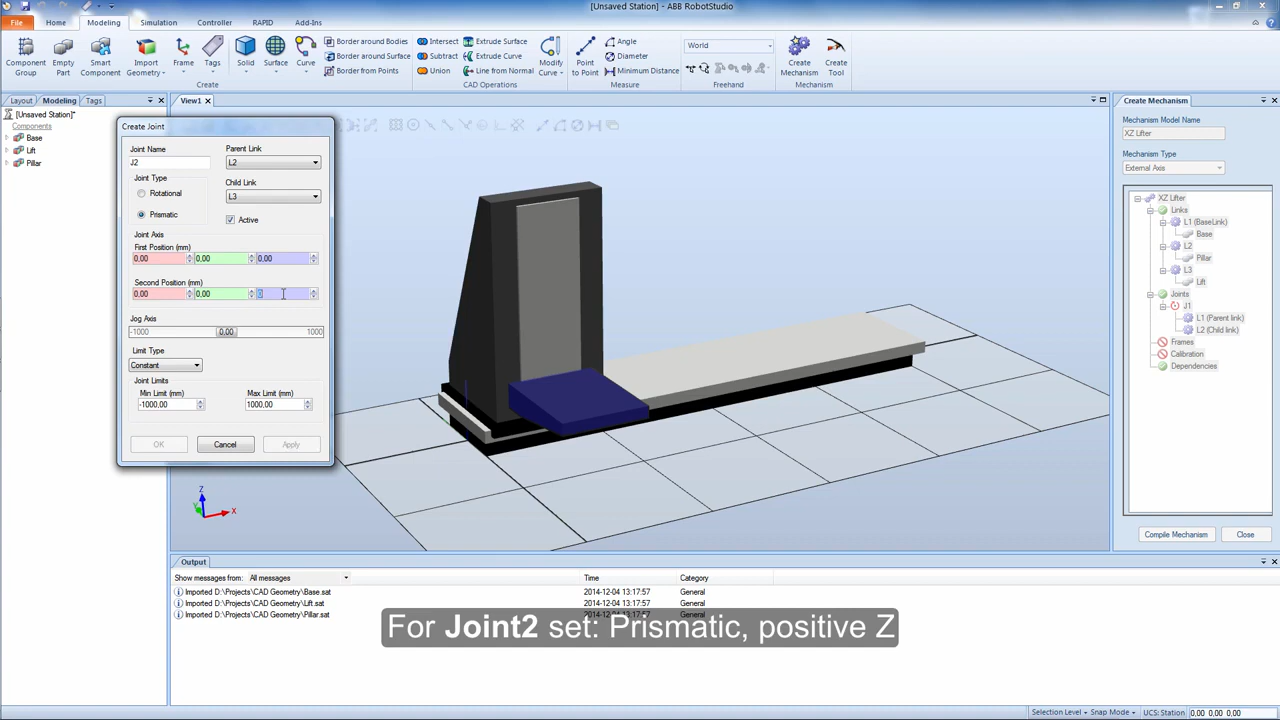 [Unsaved Station] - ABB RobotStudio
File Home Modeling Simulation Controller RAPID Add-Ins
Component Group
Empty Part
Smart Component
Import Geometry
Frame
Tags
Solid
Surface
Curve
Border around Bodies
Border around Surface
Border from Points
Intersect
Subtract
Union
Extrude Surface
Extrude Curve
Line from Normal
Modify Curve
Point to Point
Angle
Diameter
Minimum Distance
World
Create Mechanism
Create Tool
Create
CAD Operations
Measure
Freehand
Mechanism
Layout Modeling Tags
[Unsaved Station]*
Components
Base
Lift
Pillar
View1
Create Joint
Joint Name
J2
Parent Link
L2
Joint Type
Rotational
Prismatic
Child Link
L3
Active
Joint Axis
First Position (mm)
0,00 0,00 0,00
Second Position (mm)
0,00 0,00 0
Jog Axis
-1000 0,00 1000
Limit Type
Constant
Joint Limits
Min Limit (mm) Max Limit (mm)
-1000,00 1000,00
OK Cancel Apply
Z
Y
X
Create Mechanism
Mechanism Model Name
XZ Lifter
Mechanism Type
External Axis
XZ Lifter
Links
L1 (BaseLink)
Base
L2
Pillar
L3
Lift
Joints
J1
L1 (Parent link)
L2 (Child link)
Frames
Calibration
Dependencies
Compile Mechanism Close
Output
Show messages from: All messages Time Category
Imported D:\Projects\CAD Geometry\Base.sat 2014-12-04 13:17:57 General
Imported D:\Projects\CAD Geometry\Lift.sat 2014-12-04 13:17:57 General
Imported D:\Projects\CAD Geometry\Pillar.sat 2014-12-04 13:17:57 General
For Joint2 set: Prismatic, positive Z
Selection Level Snap Mode UCS: Station 0,00 0,00 0,00